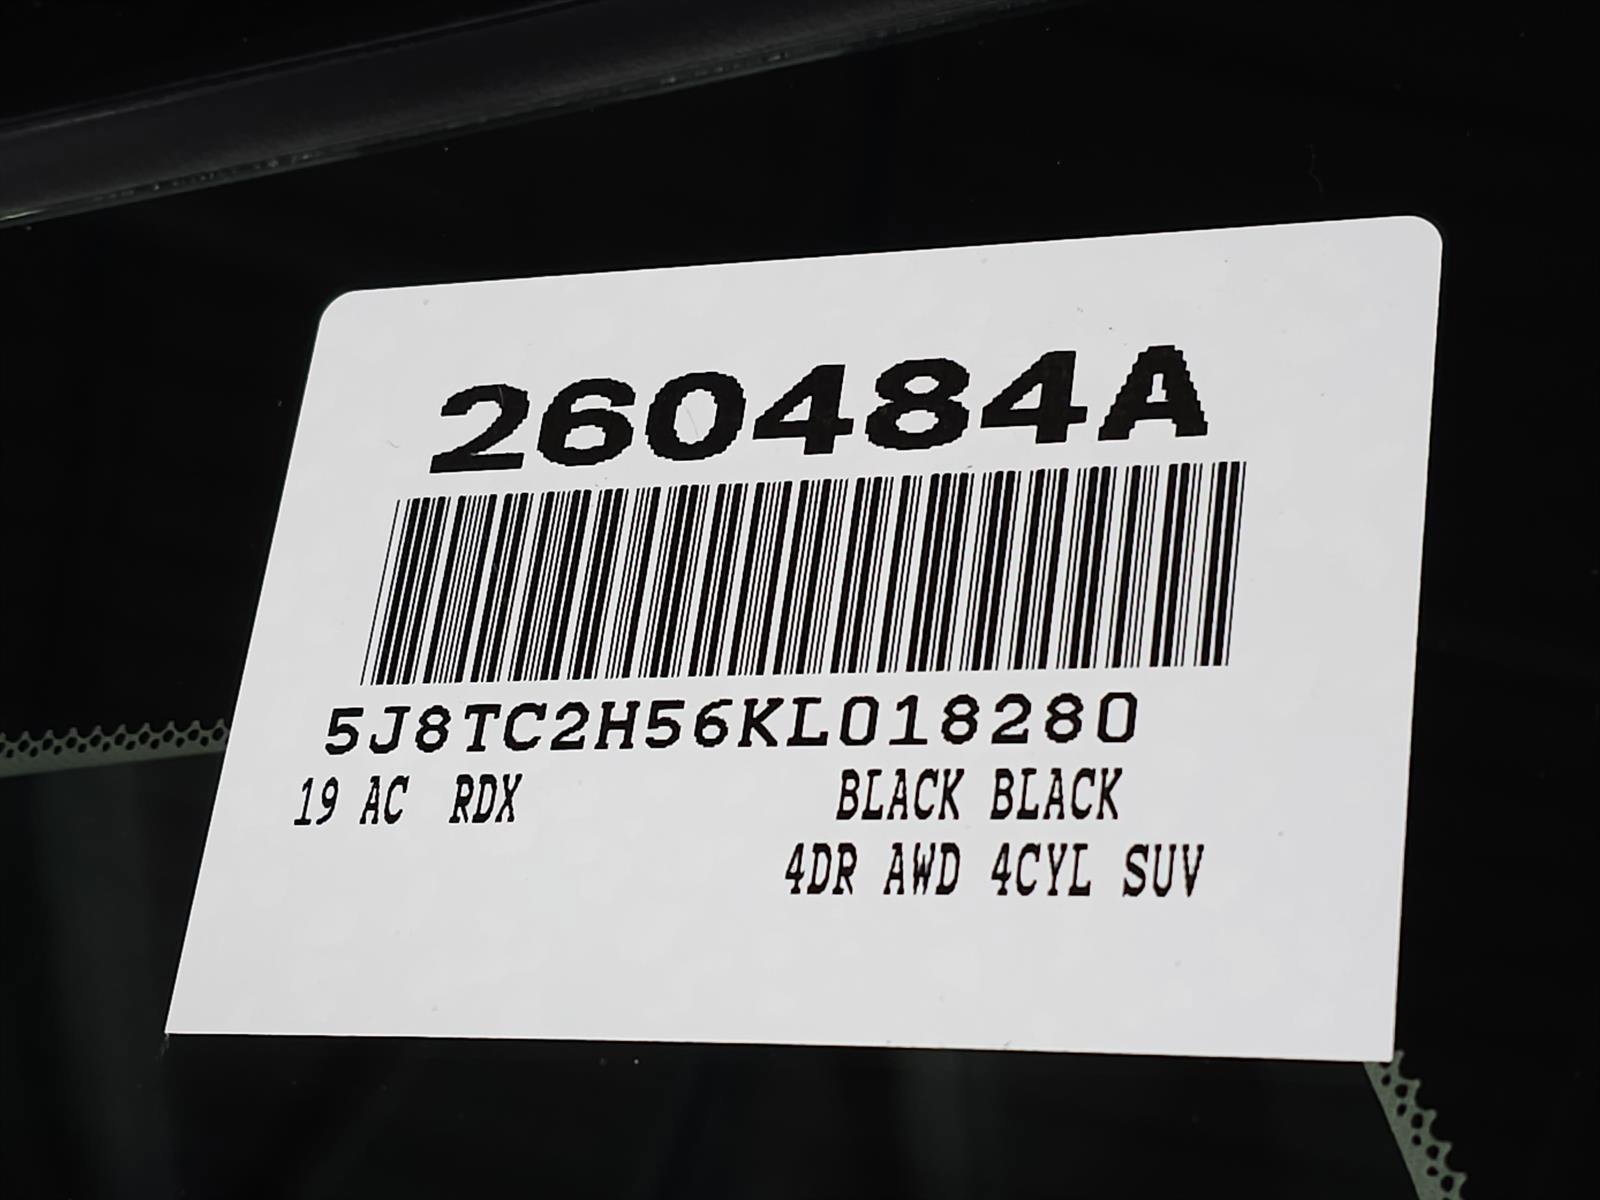 260484A
5J8TC2H56KL018280
19 AC RDX BLACK BLACK
4DR AWD 4CYL SUV